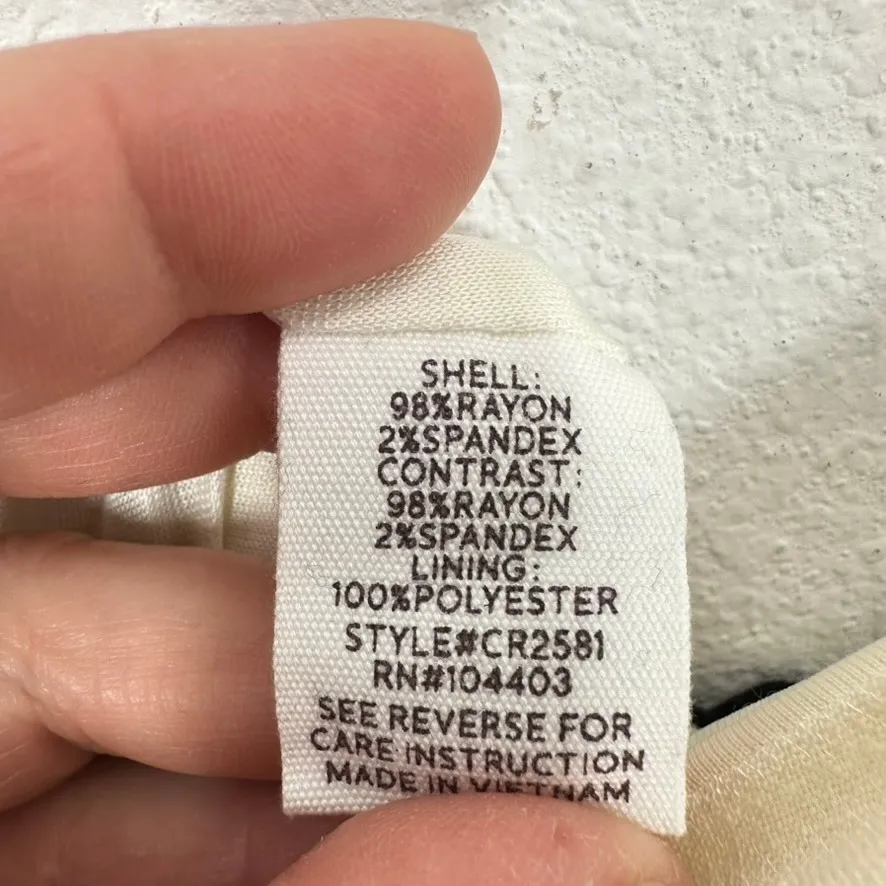 SHELL:
98%RAYON
2%SPANDEX
CONTRAST:
98%RAYON
2%SPANDEX
LINING:
100%POLYESTER
STYLE#CR2581
RN#104403
SEE REVERSE FOR
CARE INSTRUCTION
MADE IN VIETNAM